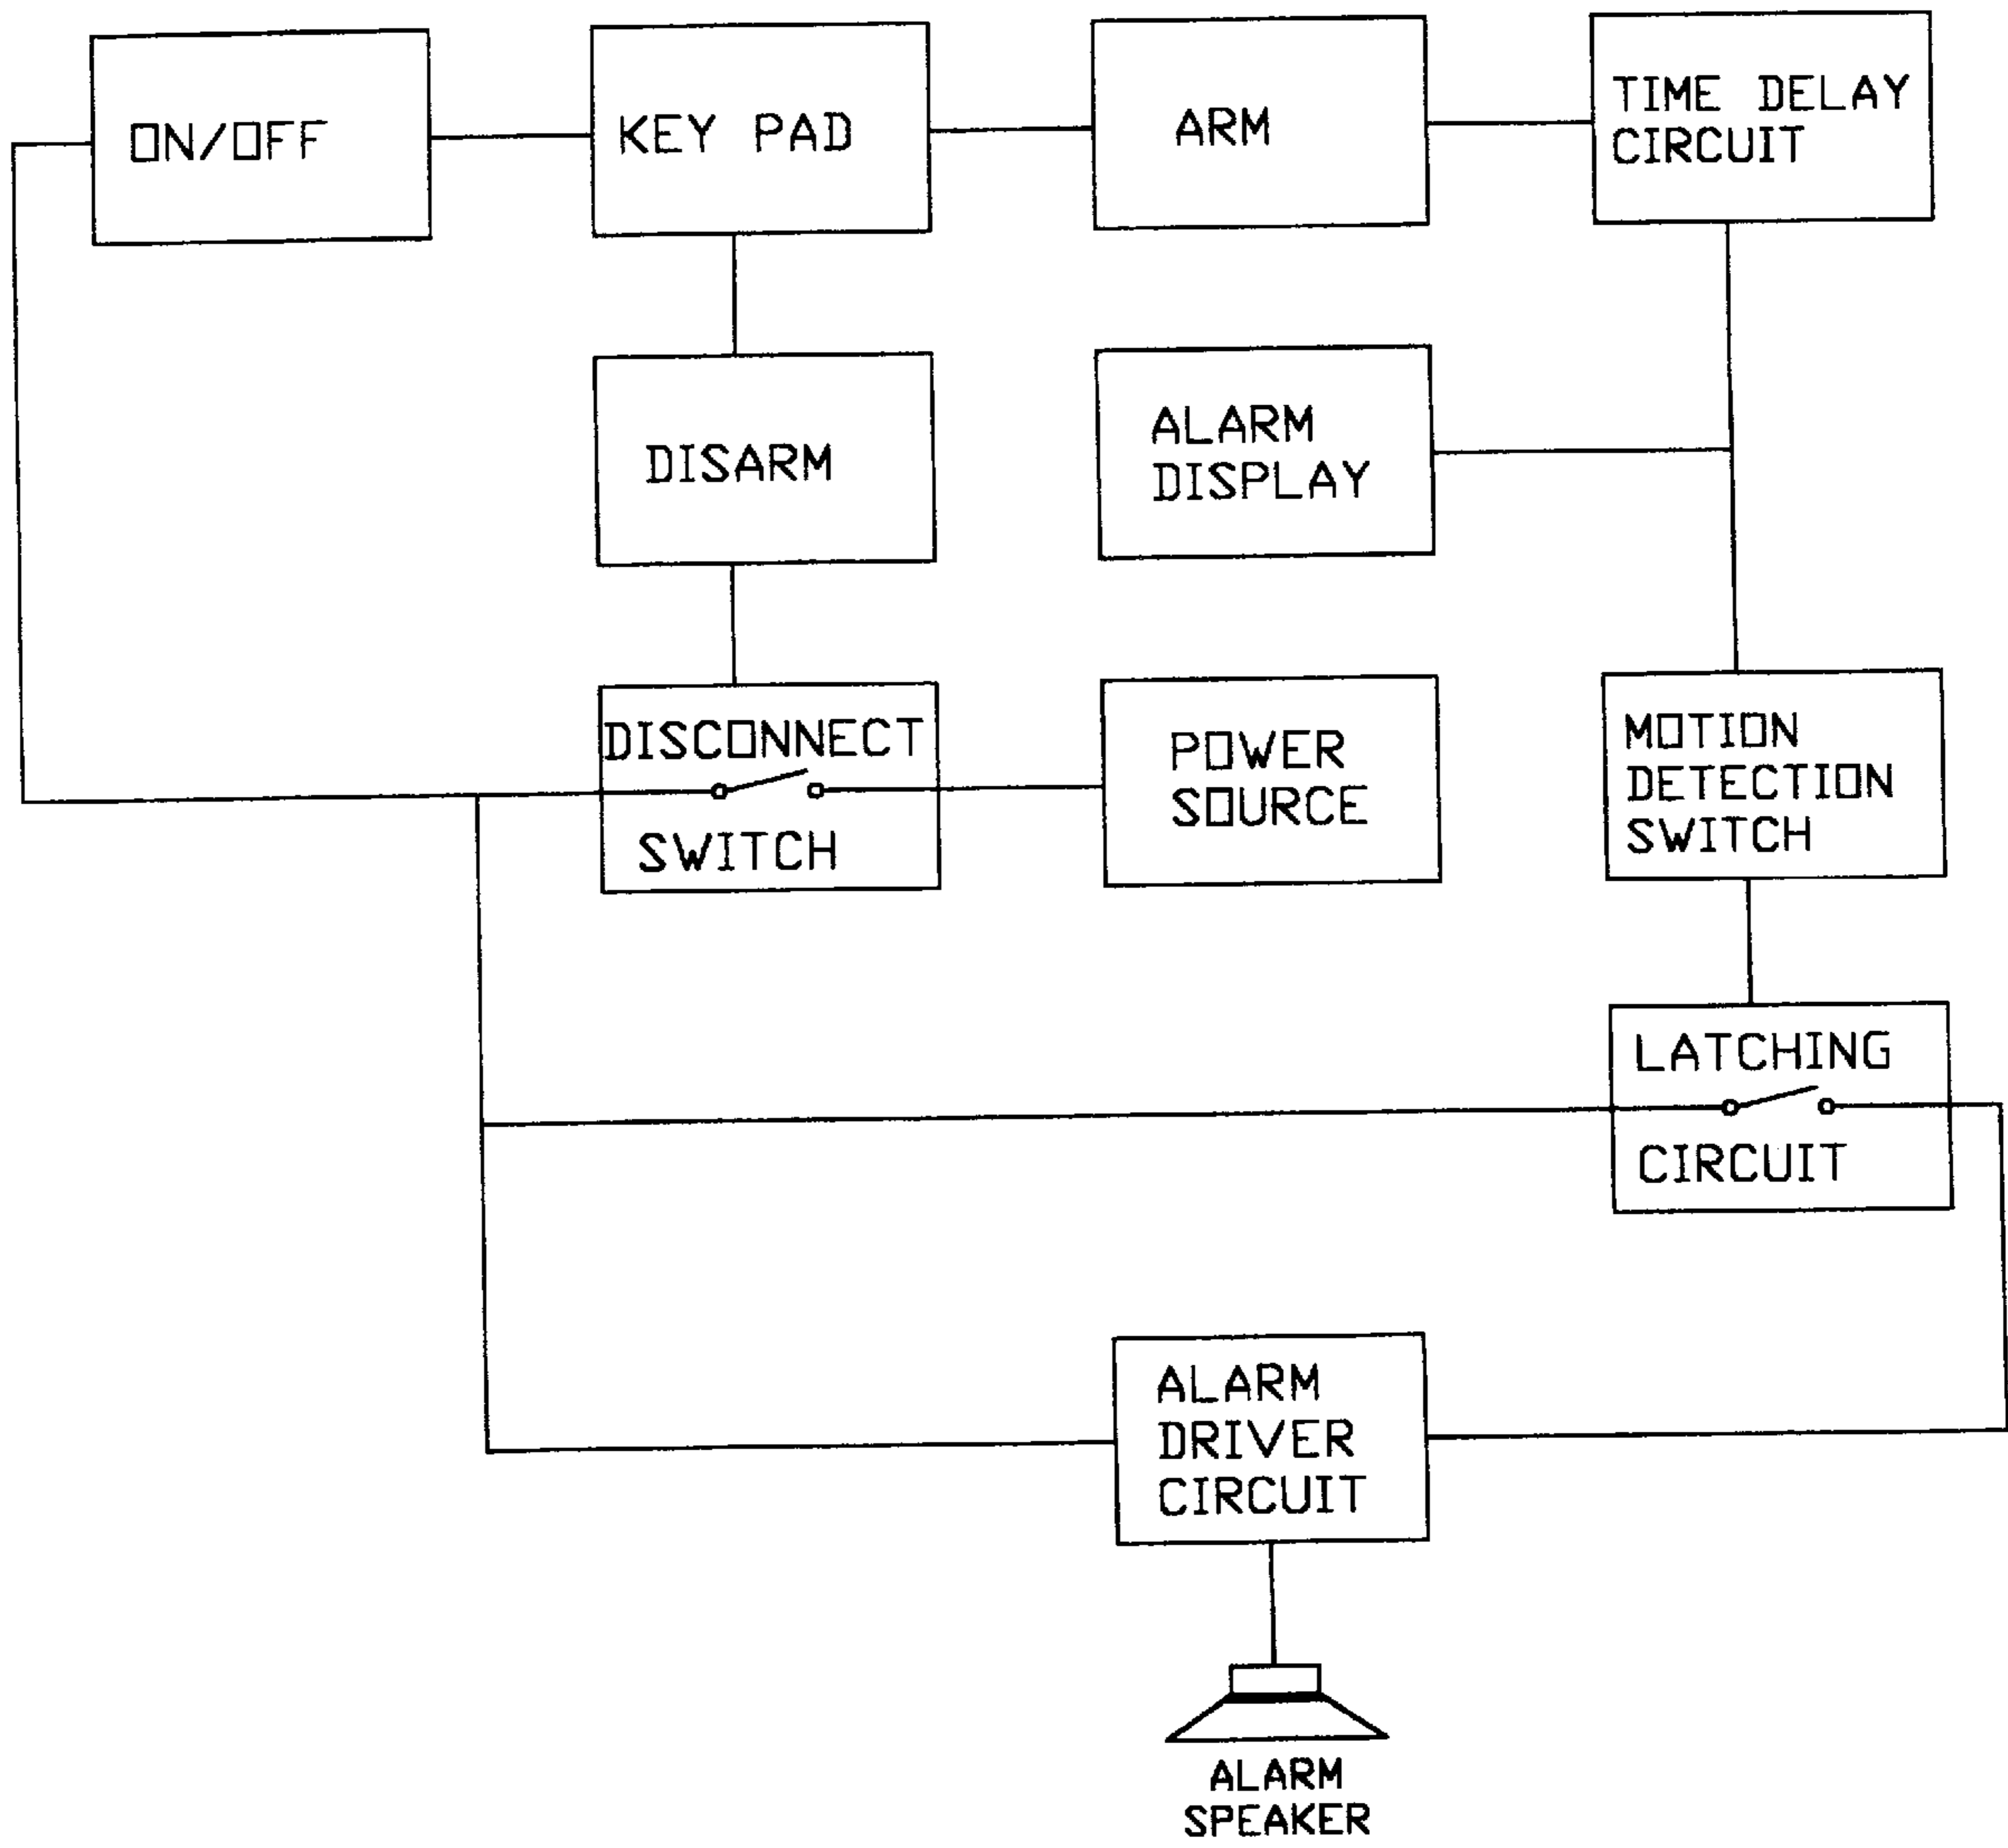 ON/OFF
KEY PAD
ARM
TIME DELAY
CIRCUIT
DISARM
ALARM
DISPLAY
DISCONNECT
SWITCH
POWER
SOURCE
MOTION
DETECTION
SWITCH
LATCHING
CIRCUIT
ALARM
DRIVER
CIRCUIT
ALARM
SPEAKER